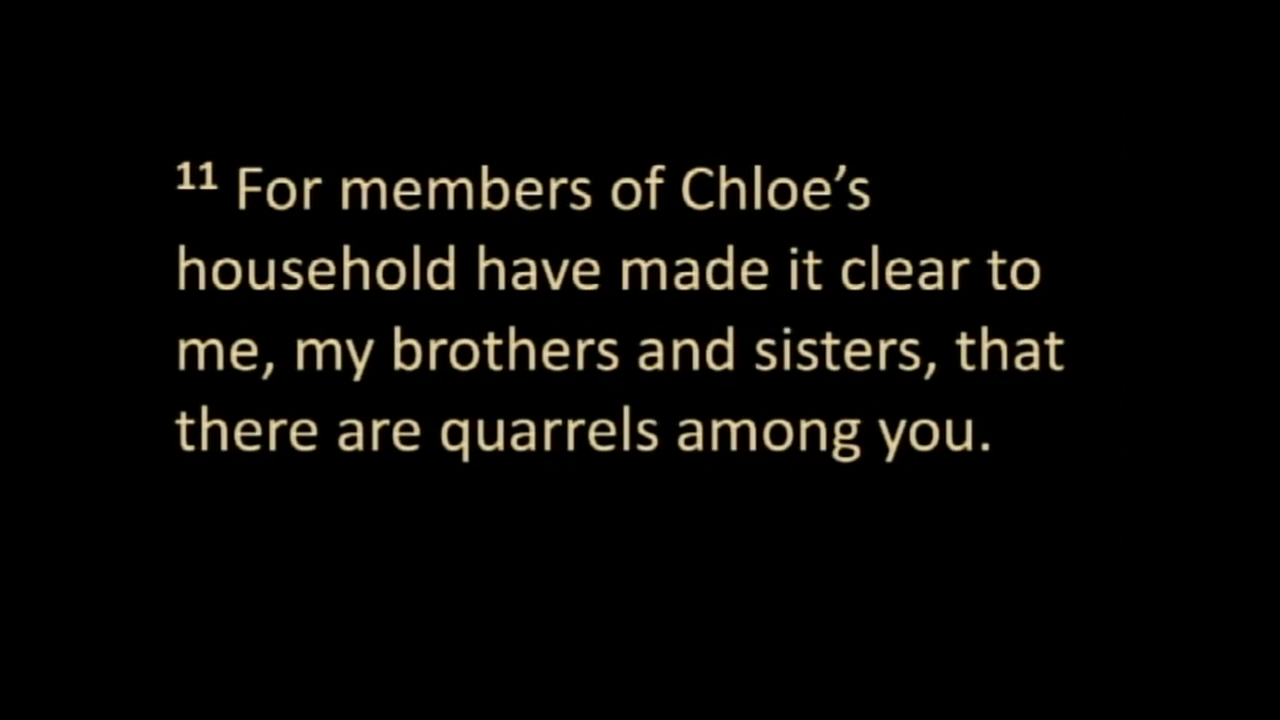 11 For members of Chloe’s
household have made it clear to
me, my brothers and sisters, that
there are quarrels among you.